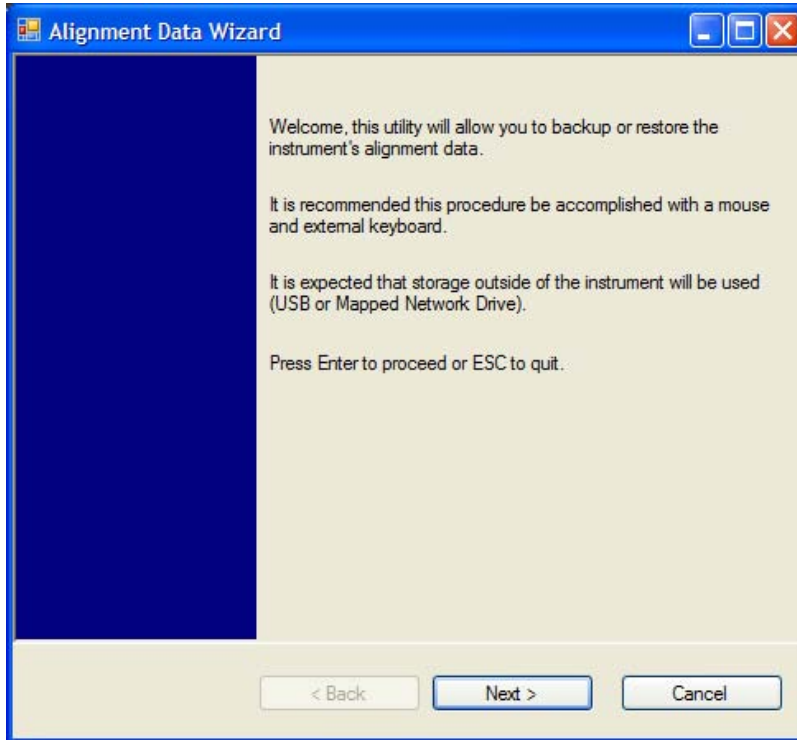 Alignment Data Wizard
Welcome, this utility will allow you to backup or restore the
instrument's alignment data.
It is recommended this procedure be accomplished with a mouse
and external keyboard.
It is expected that storage outside of the instrument will be used
(USB or Mapped Network Drive).
Press Enter to proceed or ESC to quit.
< Back
Next >
Cancel